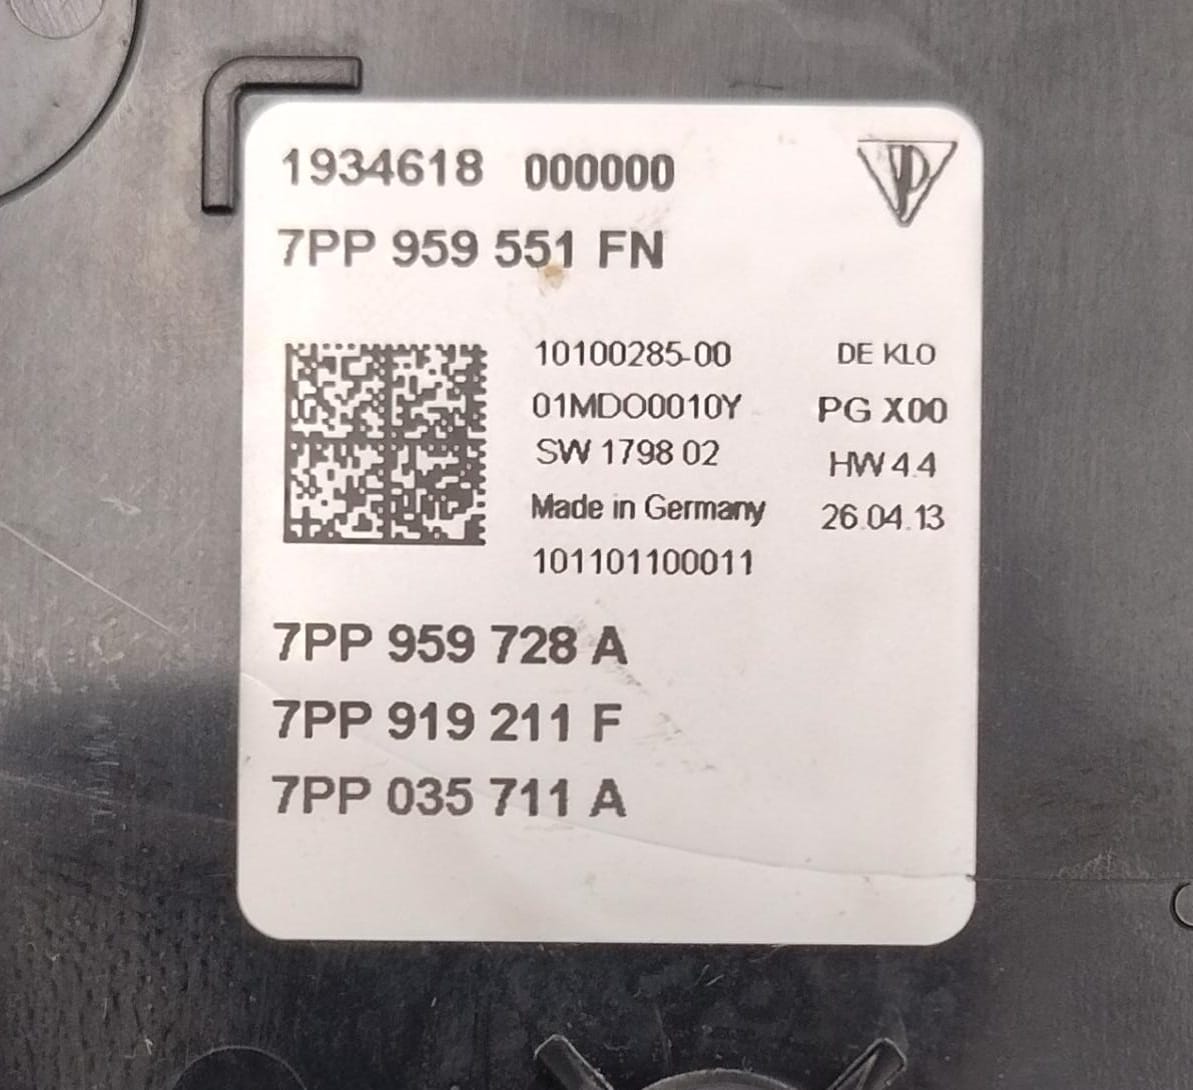 1934618 000000
7PP 959 551 FN
10100285-00 DE KLO
01MDO0010Y PG X00
SW 1798 02 HW 4.4
Made in Germany 26.04.13
101101100011
7PP 959 728 A
7PP 919 211 F
7PP 035 711 A